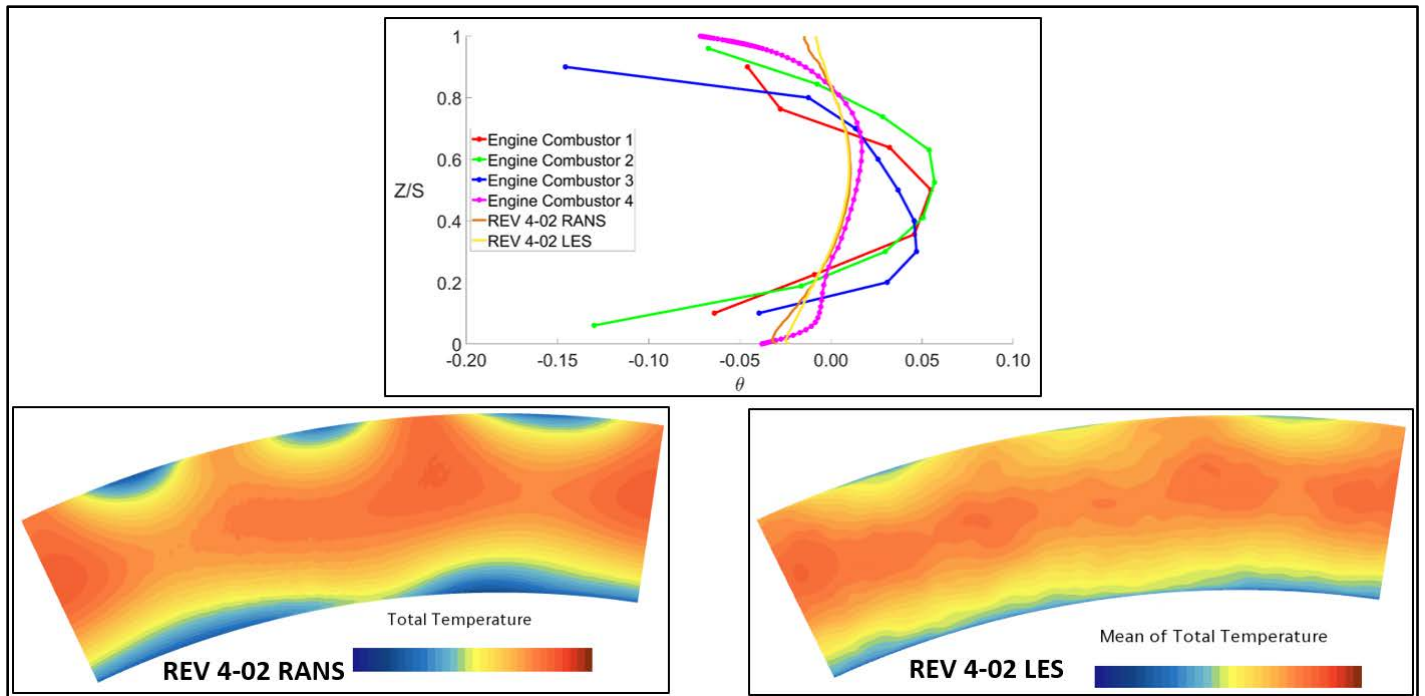 1
0.8
0.6
Z/S
0.4
0.2
0
Engine Combustor 1
Engine Combustor 2
Engine Combustor 3
Engine Combustor 4
REV 4-02 RANS
REV 4-02 LES
-0.20 -0.15 -0.10 -0.05 0.00 0.05 0.10
θ
Total Temperature
REV 4-02 RANS
Mean of Total Temperature
REV 4-02 LES